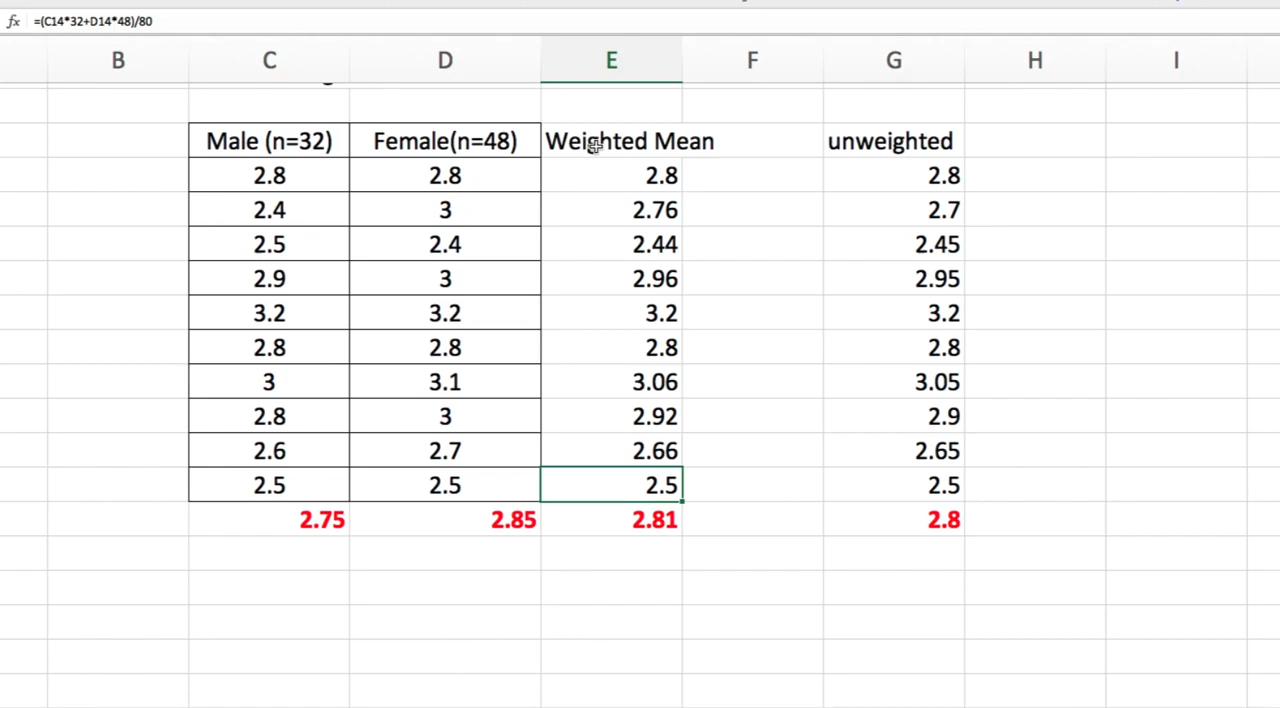 fx =(C14*32+D14*48)/80
B C D E F G H I
Male (n=32) Female(n=48) Weighted Mean unweighted
2.8 2.8 2.8 2.8
2.4 3 2.76 2.7
2.5 2.4 2.44 2.45
2.9 3 2.96 2.95
3.2 3.2 3.2 3.2
2.8 2.8 2.8 2.8
3 3.1 3.06 3.05
2.8 3 2.92 2.9
2.6 2.7 2.66 2.65
2.5 2.5 2.5 2.5
2.75 2.85 2.81 2.8